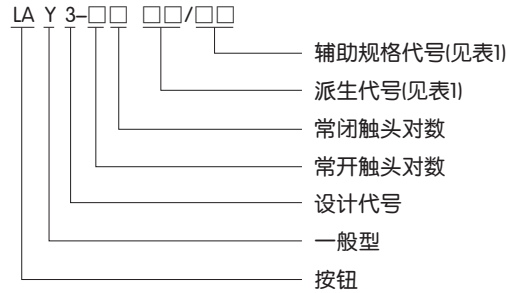 LA Y 3-□□ □□/□□
辅助规格代号(见表1)
派生代号(见表1)
常闭触头对数
常开触头对数
设计代号
一般型
按钮